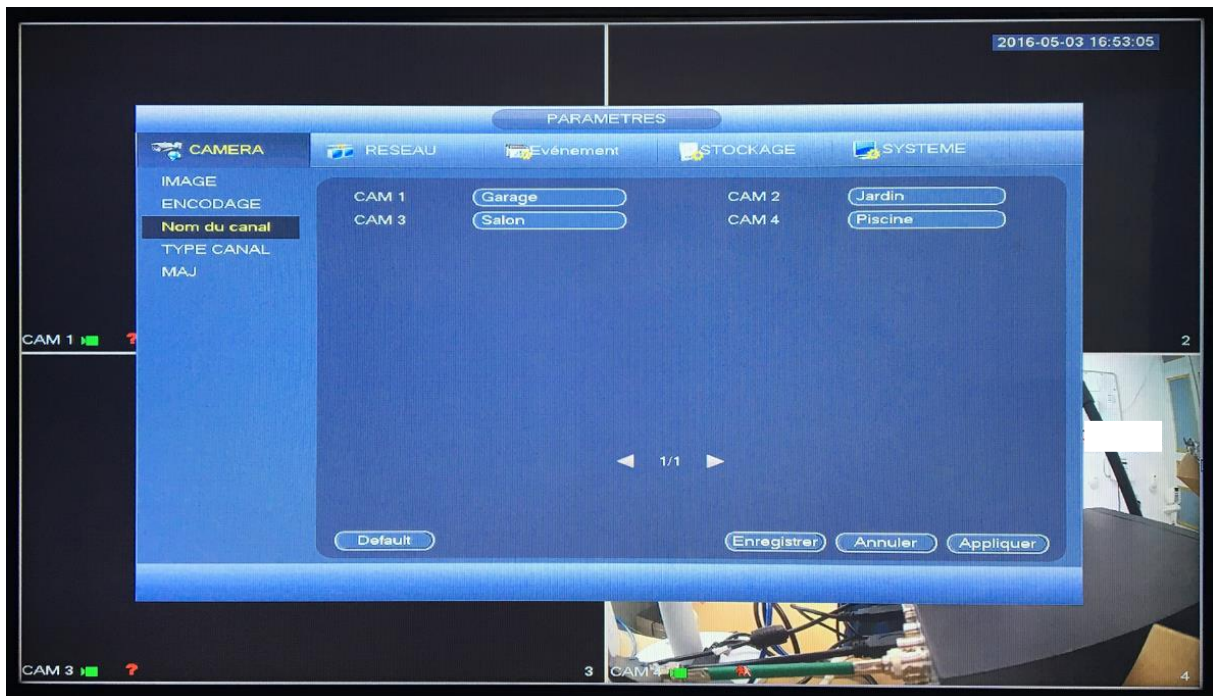 2016-05-03 16:53:05
PARAMETRES
CAMERA RESEAU Evénement STOCKAGE SYSTEME
IMAGE
ENCODAGE
Nom du canal
TYPE CANAL
MAJ
CAM 1 Garage CAM 2 Jardin
CAM 3 Salon CAM 4 Piscine
1/1
Default Enregistrer Annuler Appliquer
CAM 1 ? 2
CAM 3 ? 3 CAM 4 4